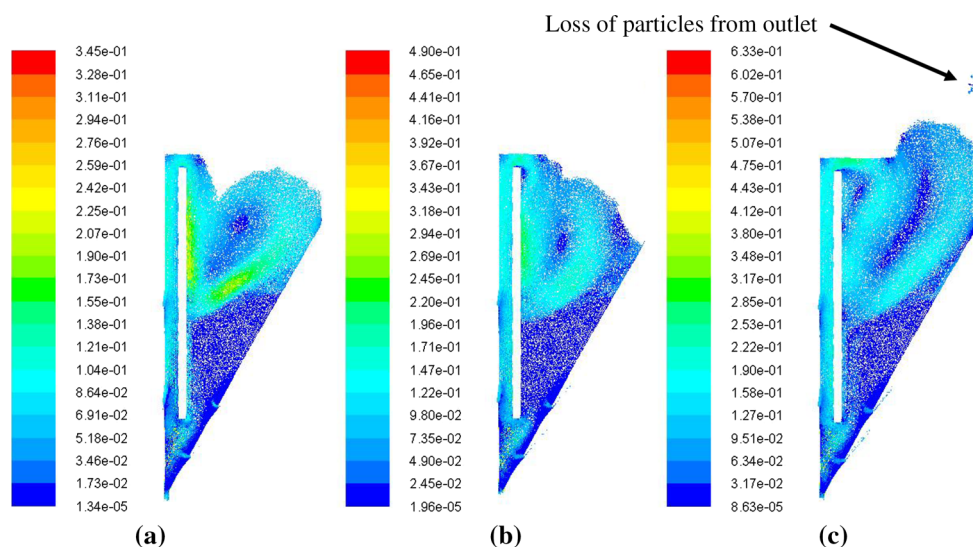 Loss of particles from outlet
3.45e-01
3.28e-01
3.11e-01
2.94e-01
2.76e-01
2.59e-01
2.42e-01
2.25e-01
2.07e-01
1.90e-01
1.73e-01
1.55e-01
1.38e-01
1.21e-01
1.04e-01
8.64e-02
6.91e-02
5.18e-02
3.46e-02
1.73e-02
1.34e-05
(a)
4.90e-01
4.65e-01
4.41e-01
4.16e-01
3.92e-01
3.67e-01
3.43e-01
3.18e-01
2.94e-01
2.69e-01
2.45e-01
2.20e-01
1.96e-01
1.71e-01
1.47e-01
1.22e-01
9.80e-02
7.35e-02
4.90e-02
2.45e-02
1.96e-05
(b)
6.33e-01
6.02e-01
5.70e-01
5.38e-01
5.07e-01
4.75e-01
4.43e-01
4.12e-01
3.80e-01
3.48e-01
3.17e-01
2.85e-01
2.53e-01
2.22e-01
1.90e-01
1.58e-01
1.27e-01
9.51e-02
6.34e-02
3.17e-02
8.63e-05
(c)